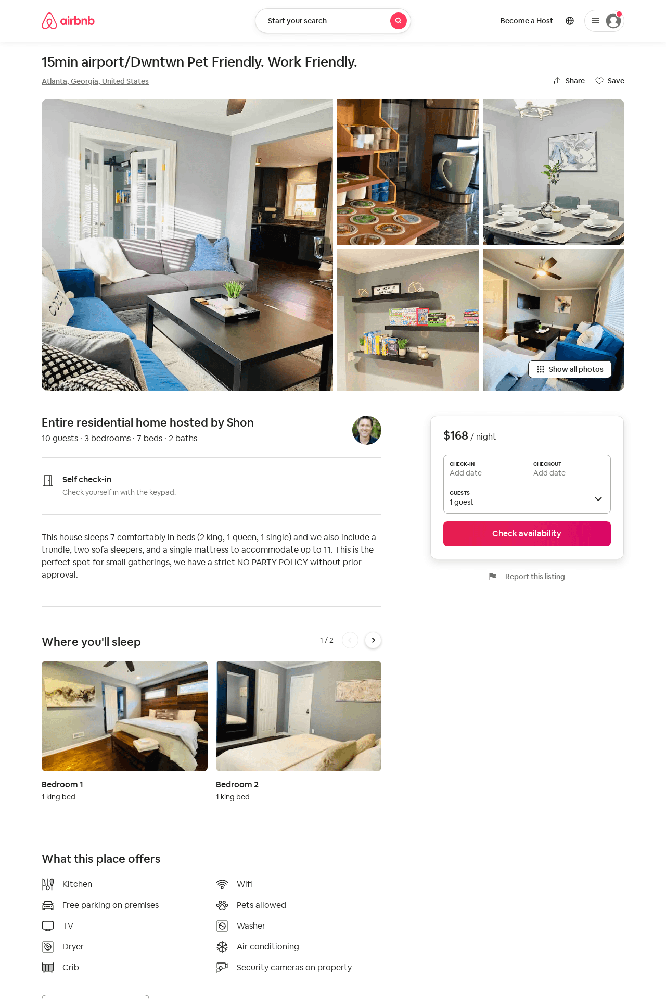 airbnb
Start your search
Become a Host
15min airport/Dwntwn Pet Friendly. Work Friendly.
Atlanta, Georgia, United States
Share
Save
Show all photos
Entire residential home hosted by Shon
10 guests · 3 bedrooms · 7 beds · 2 baths
Self check-in
Check yourself in with the keypad.
This house sleeps 7 comfortably in beds (2 king, 1 queen, 1 single) and we also include a
trundle, two sofa sleepers, and a single mattress to accommodate up to 11. This is the
perfect spot for small gatherings, we have a strict NO PARTY POLICY without prior
approval.
$168 / night
CHECK-IN
Add date
CHECKOUT
Add date
GUESTS
1 guest
Check availability
Report this listing
Where you'll sleep
1 / 2
Bedroom 1
1 king bed
Bedroom 2
1 king bed
What this place offers
Kitchen
Wifi
Free parking on premises
Pets allowed
TV
Washer
Dryer
Air conditioning
Crib
Security cameras on property